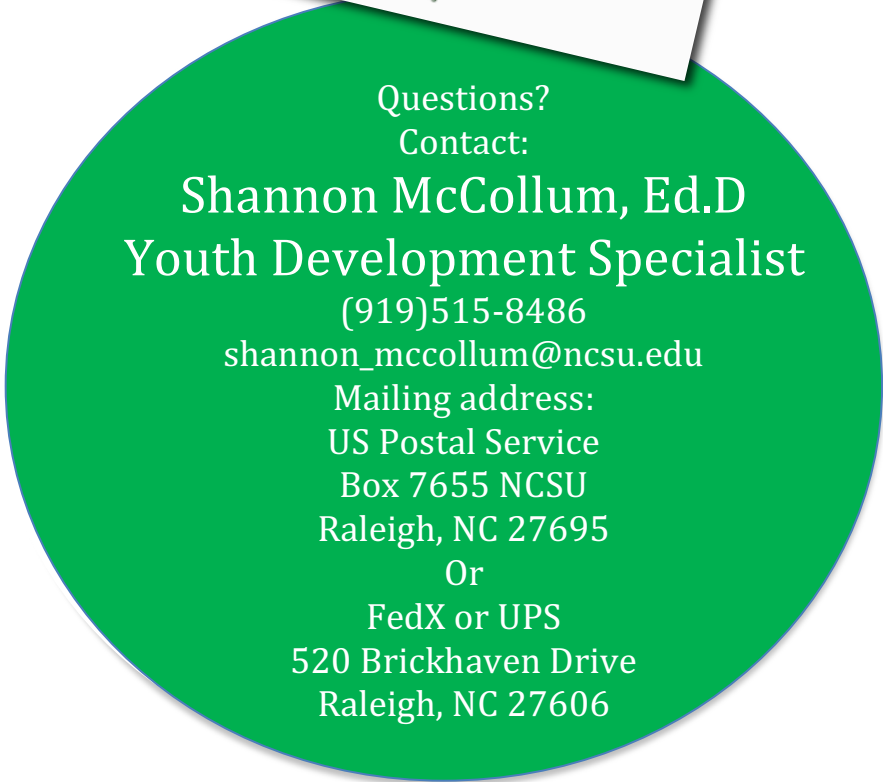 Questions?
Contact:
Shannon McCollum, Ed.D
Youth Development Specialist
(919)515-8486
shannon_mccollum@ncsu.edu
Mailing address:
US Postal Service
Box 7655 NCSU
Raleigh, NC 27695
Or
FedX or UPS
520 Brickhaven Drive
Raleigh, NC 27606